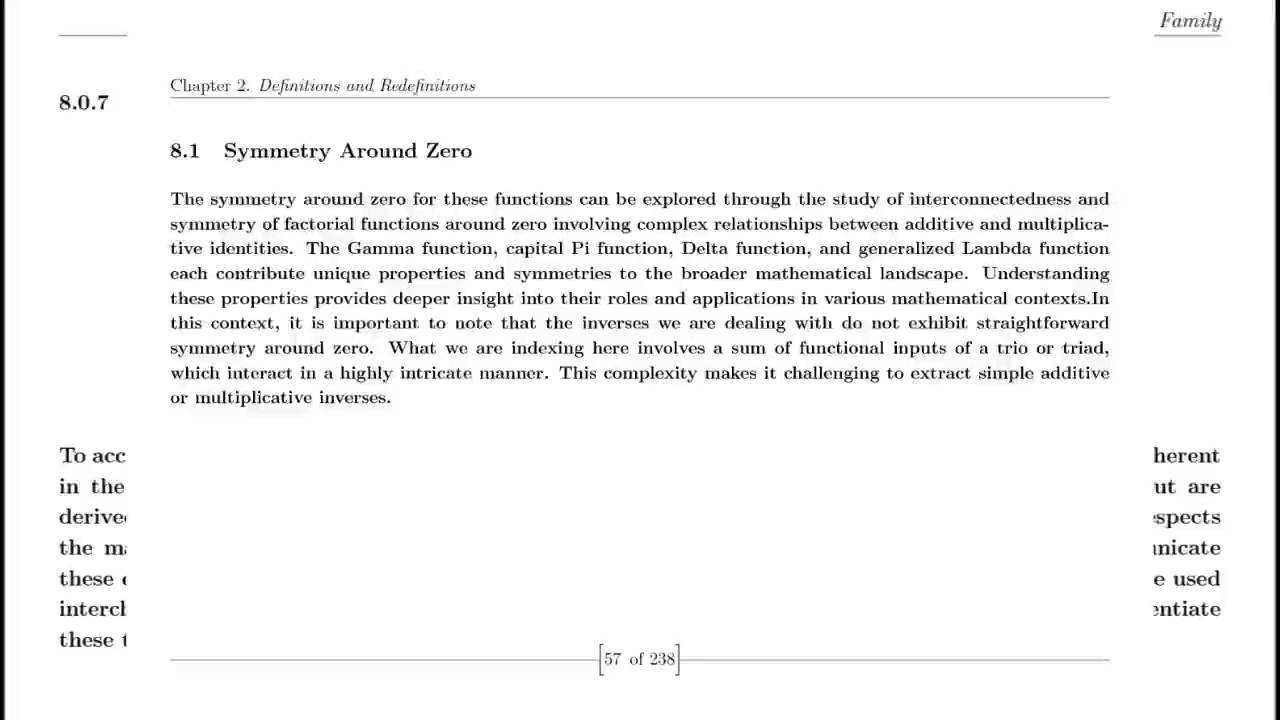 Family
Chapter 2. Definitions and Redefinitions
8.0.7
8.1 Symmetry Around Zero
The symmetry around zero for these functions can be explored through the study of interconnectedness and
symmetry of factorial functions around zero involving complex relationships between additive and multiplica-
tive identities. The Gamma function, capital Pi function, Delta function, and generalized Lambda function
each contribute unique properties and symmetries to the broader mathematical landscape. Understanding
these properties provides deeper insight into their roles and applications in various mathematical contexts.In
this context, it is important to note that the inverses we are dealing with do not exhibit straightforward
symmetry around zero. What we are indexing here involves a sum of functional inputs of a trio or triad,
which interact in a highly intricate manner. This complexity makes it challenging to extract simple additive
or multiplicative inverses.
To acc herent
in the ut are
derive spects
the m nicate
these e used
interch entiate
these t
[57 of 238]